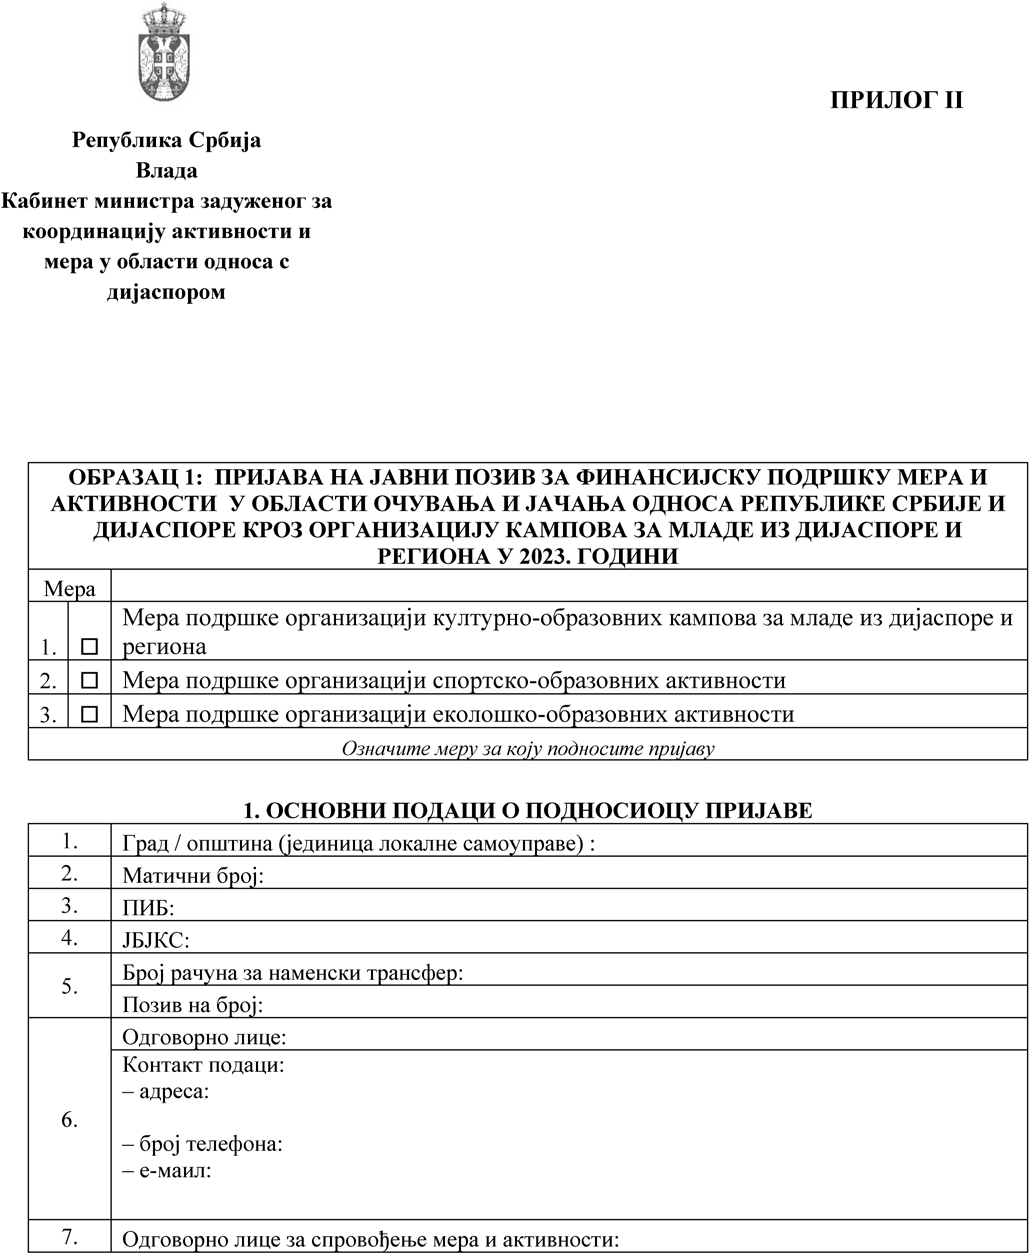 ПРИЛОГ II
Република Србија
Влада
Кабинет министра задуженог за
координацију активности и
мера у области односа с
дијаспором
ОБРАЗАЦ 1:  ПРИЈАВА НА ЈАВНИ ПОЗИВ ЗА ФИНАНСИЈСКУ ПОДРШКУ МЕРА И
АКТИВНОСТИ  У ОБЛАСТИ ОЧУВАЊА И ЈАЧАЊА ОДНОСА РЕПУБЛИКЕ СРБИЈЕ И
ДИЈАСПОРЕ КРОЗ ОРГАНИЗАЦИЈУ КАМПОВА ЗА МЛАДЕ ИЗ ДИЈАСПОРЕ И
РЕГИОНА У 2023. ГОДИНИ
Мера
1. ☐ Мера подршке организацији културно-образовних кампова за младе из дијаспоре и
региона
2. ☐ Мера подршке организацији спортско-образовних активности
3. ☐ Мера подршке организацији еколошко-образовних активности
Означите меру за коју подносите пријаву
1. ОСНОВНИ ПОДАЦИ О ПОДНОСИОЦУ ПРИЈАВЕ
1. Град / општина (јединица локалне самоуправе) :
2. Матични број:
3. ПИБ:
4. ЈБЈКС:
5. Број рачуна за наменски трансфер:
Позив на број:
6. Одговорно лице:
Контакт подаци:
– адреса:
– број телефона:
– е-маил:
7. Одговорно лице за спровођење мера и активности: